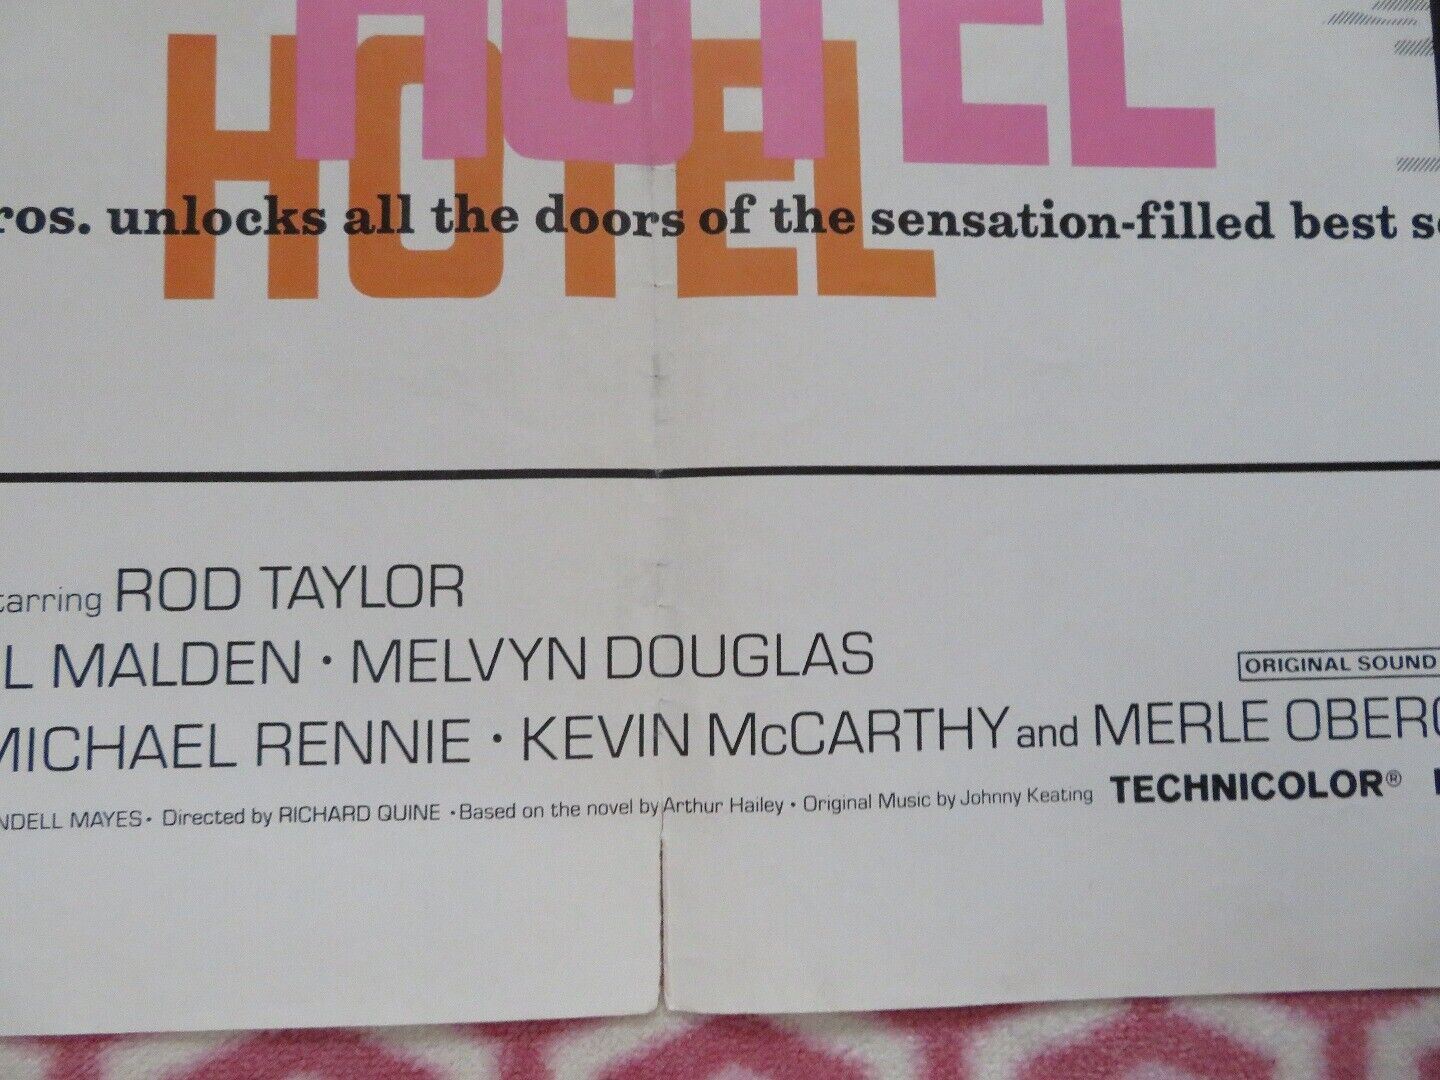 HOTEL
HOTEL
ros. unlocks all the doors of the sensation-filled best s
tarring ROD TAYLOR
L MALDEN · MELVYN DOUGLAS
ORIGINAL SOUND
MICHAEL RENNIE · KEVIN McCARTHY and MERLE OBERO
NDELL MAYES · Directed by RICHARD QUINE · Based on the novel by Arthur Hailey · Original Music by Johnny Keating TECHNICOLOR®